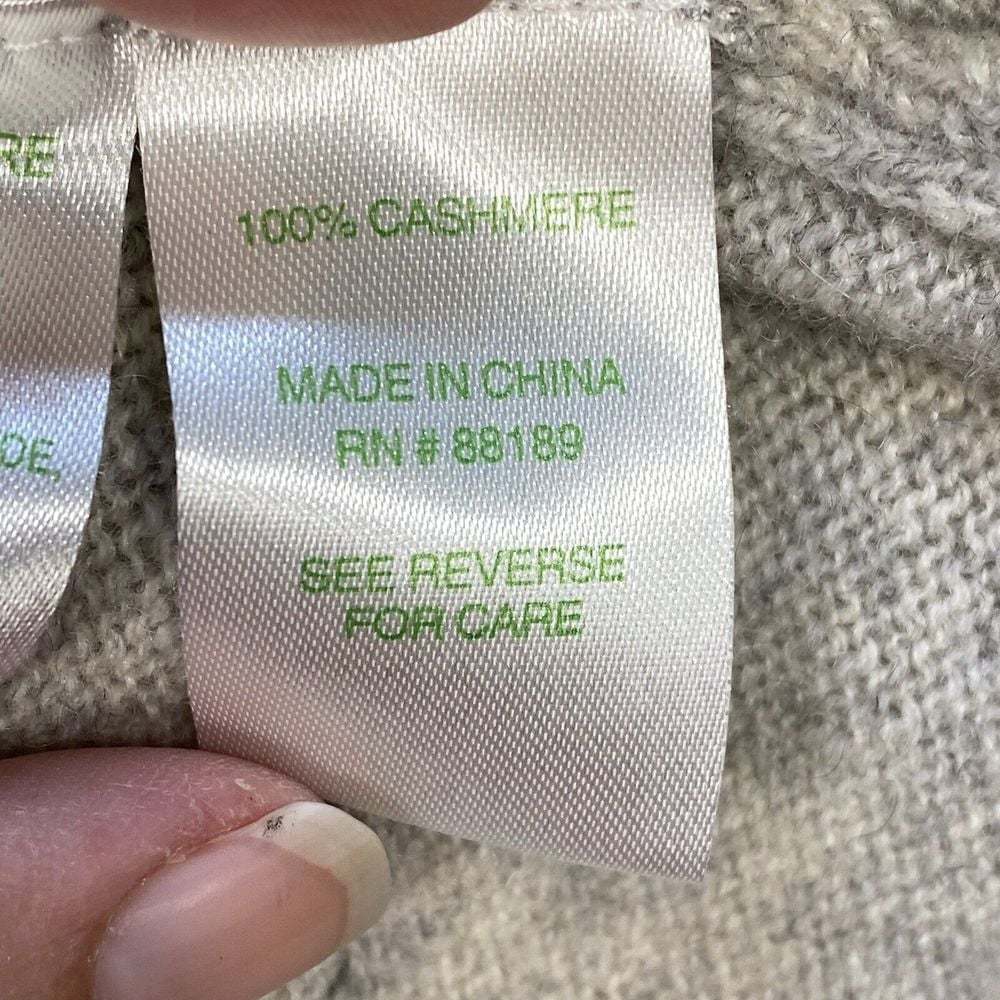 100% CASHMERE
MADE IN CHINA
RN # 88189
SEE REVERSE
FOR CARE